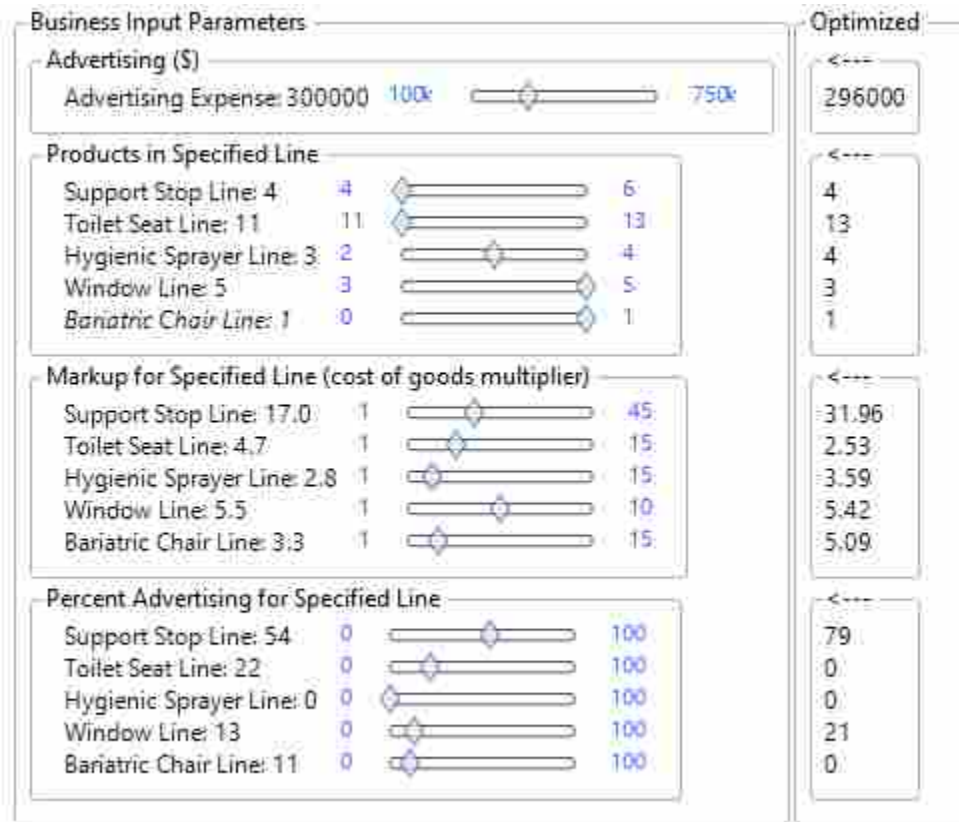 Business Input Parameters Optimized
Advertising ($) <---
Advertising Expense: 300000 100k 750k 296000
Products in Specified Line <---
Support Stop Line: 4 4 6 4
Toilet Seat Line: 11 11 13 13
Hygienic Sprayer Line: 3 2 4 4
Window Line: 5 3 5 3
Bariatric Chair Line: 1 0 1 1
Markup for Specified Line (cost of goods multiplier) <---
Support Stop Line: 17.0 1 45 31.96
Toilet Seat Line: 4.7 1 15 2.53
Hygienic Sprayer Line: 2.8 1 15 3.59
Window Line: 5.5 1 10 5.42
Bariatric Chair Line: 3.3 1 15 5.09
Percent Advertising for Specified Line <---
Support Stop Line: 54 0 100 79
Toilet Seat Line: 22 0 100 0
Hygienic Sprayer Line: 0 0 100 0
Window Line: 13 0 100 21
Bariatric Chair Line: 11 0 100 0